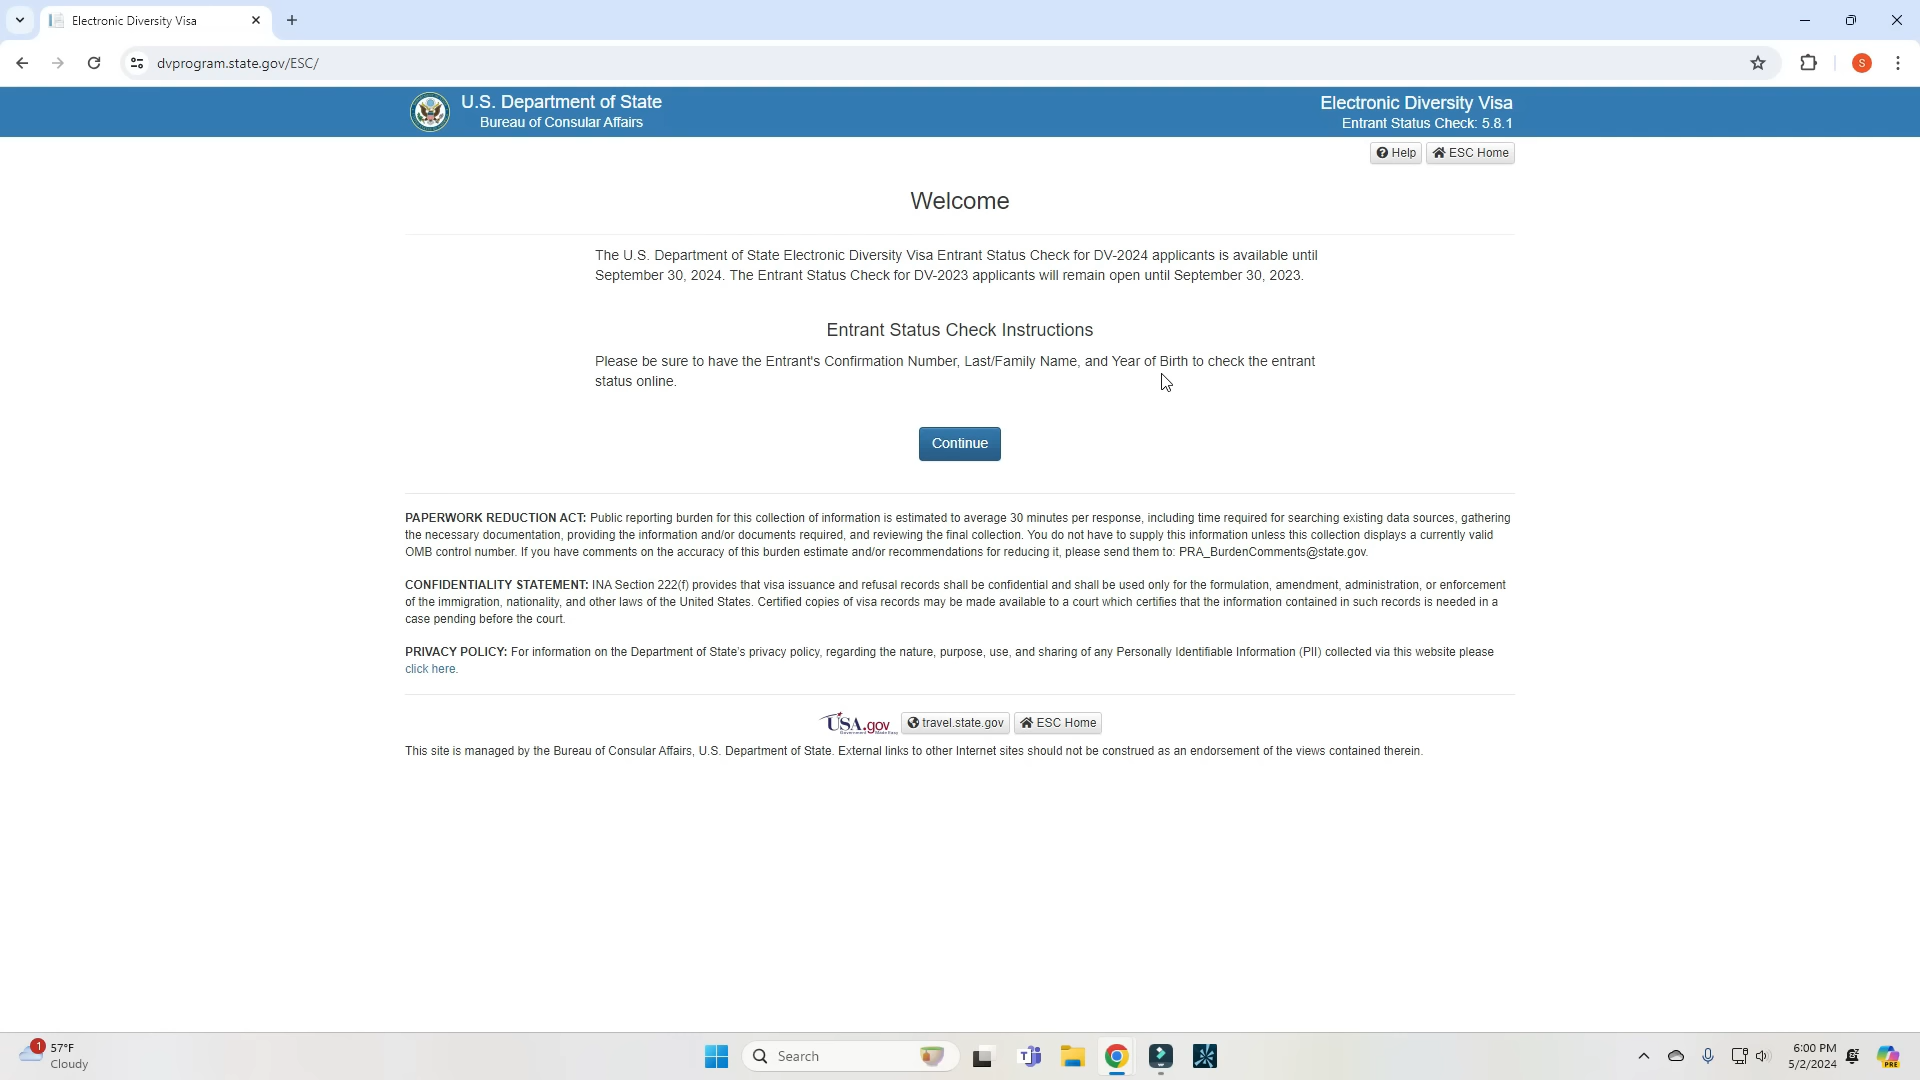 Electronic Diversity Visa
dvprogram.state.gov/ESC/
S
U.S. Department of State
Bureau of Consular Affairs
Electronic Diversity Visa
Entrant Status Check: 5.8.1
Help
ESC Home
Welcome
The U.S. Department of State Electronic Diversity Visa Entrant Status Check for DV-2024 applicants is available until
September 30, 2024. The Entrant Status Check for DV-2023 applicants will remain open until September 30, 2023.
Entrant Status Check Instructions
Please be sure to have the Entrant's Confirmation Number, Last/Family Name, and Year of Birth to check the entrant
status online.
Continue
PAPERWORK REDUCTION ACT: Public reporting burden for this collection of information is estimated to average 30 minutes per response, including time required for searching existing data sources, gathering
the necessary documentation, providing the information and/or documents required, and reviewing the final collection. You do not have to supply this information unless this collection displays a currently valid
OMB control number. If you have comments on the accuracy of this burden estimate and/or recommendations for reducing it, please send them to: PRA_BurdenComments@state.gov.
CONFIDENTIALITY STATEMENT: INA Section 222(f) provides that visa issuance and refusal records shall be confidential and shall be used only for the formulation, amendment, administration, or enforcement
of the immigration, nationality, and other laws of the United States. Certified copies of visa records may be made available to a court which certifies that the information contained in such records is needed in a
case pending before the court.
PRIVACY POLICY: For information on the Department of State's privacy policy, regarding the nature, purpose, use, and sharing of any Personally Identifiable Information (PII) collected via this website please
click here.
USA.gov
Government Made Easy
travel.state.gov
ESC Home
This site is managed by the Bureau of Consular Affairs, U.S. Department of State. External links to other Internet sites should not be construed as an endorsement of the views contained therein.
1
57°F
Cloudy
Search
6:00 PM
5/2/2024
PRE